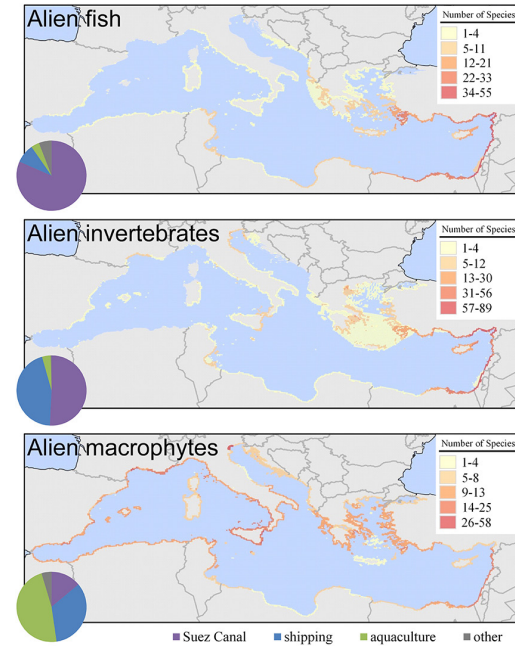 Alien fish
Number of Species
1-4
5-11
12-21
22-33
34-55
Alien invertebrates
Number of Species
1-4
5-12
13-30
31-56
57-89
Alien macrophytes
Number of Species
1-4
5-8
9-13
14-25
26-58
Suez Canal shipping aquaculture other